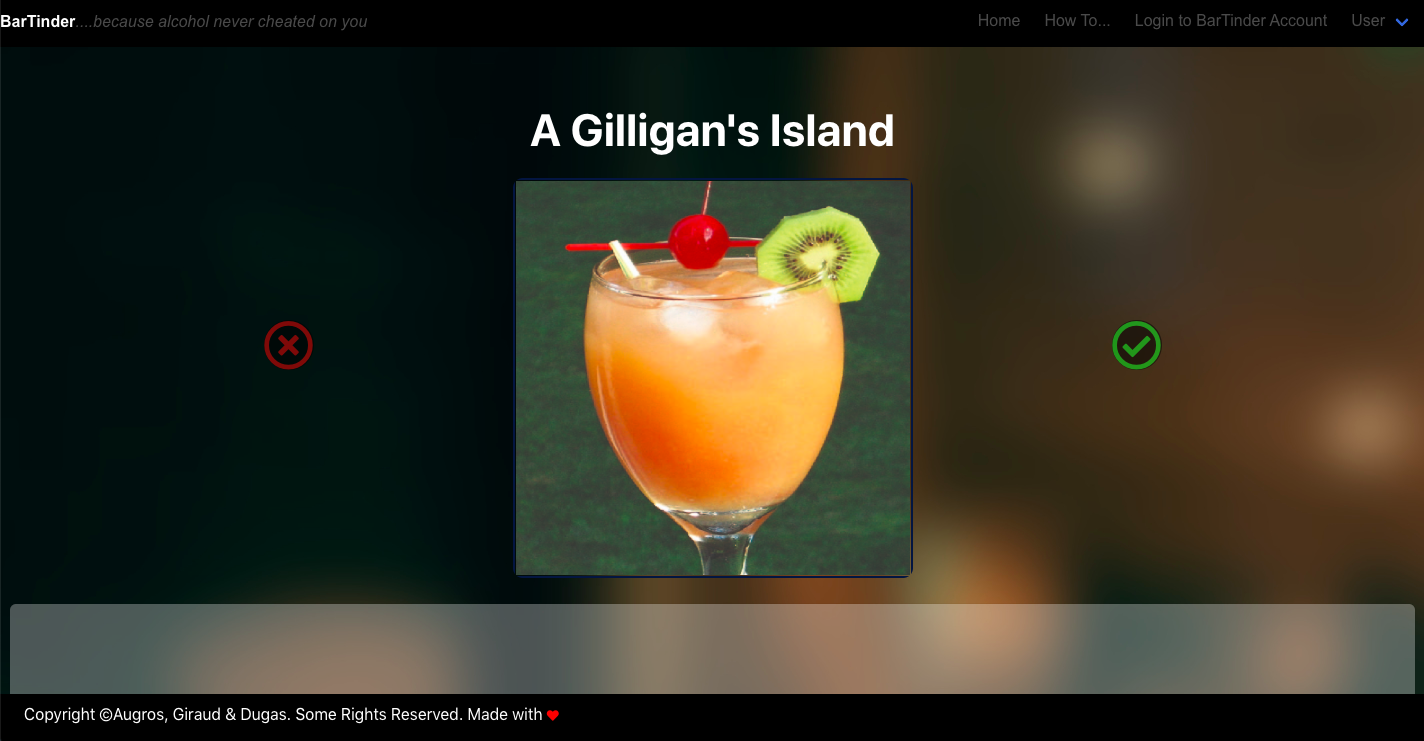 BarTinder....because alcohol never cheated on you
Home How To... Login to BarTinder Account User
A Gilligan's Island
Copyright ©Augros, Giraud & Dugas. Some Rights Reserved. Made with